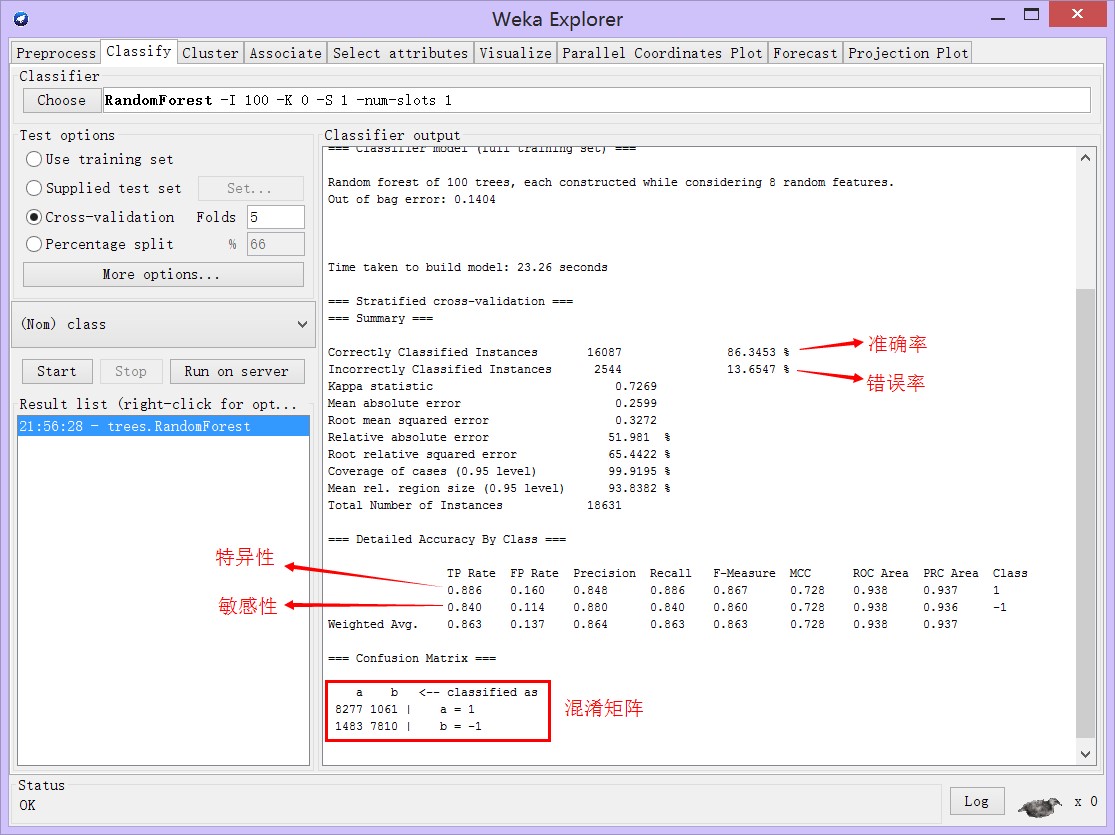 Weka Explorer
Preprocess Classify Cluster Associate Select attributes Visualize Parallel Coordinates Plot Forecast Projection Plot
Classifier
Choose RandomForest -I 100 -K 0 -S 1 -num-slots 1
Test options
Use training set
Supplied test set Set...
Cross-validation Folds 5
Percentage split % 66
More options...
(Nom) class
Start Stop Run on server
Result list (right-click for opt...
21:56:28 - trees.RandomForest
Classifier output
=== Classifier model (full training set) ===
Random forest of 100 trees, each constructed while considering 8 random features.
Out of bag error: 0.1404
Time taken to build model: 23.26 seconds
=== Stratified cross-validation ===
=== Summary ===
Correctly Classified Instances 16087 86.3453 % 准确率
Incorrectly Classified Instances 2544 13.6547 % 错误率
Kappa statistic 0.7269
Mean absolute error 0.2599
Root mean squared error 0.3272
Relative absolute error 51.981 %
Root relative squared error 65.4422 %
Coverage of cases (0.95 level) 99.9195 %
Mean rel. region size (0.95 level) 93.8382 %
Total Number of Instances 18631
=== Detailed Accuracy By Class ===
特异性
敏感性
TP Rate FP Rate Precision Recall F-Measure MCC ROC Area PRC Area Class
0.886 0.160 0.848 0.886 0.867 0.728 0.938 0.937 1
0.840 0.114 0.880 0.840 0.860 0.728 0.938 0.936 -1
Weighted Avg. 0.863 0.137 0.864 0.863 0.863 0.728 0.938 0.937
=== Confusion Matrix ===
a b <-- classified as
8277 1061 | a = 1
1483 7810 | b = -1
混淆矩阵
Status
OK
Log x 0